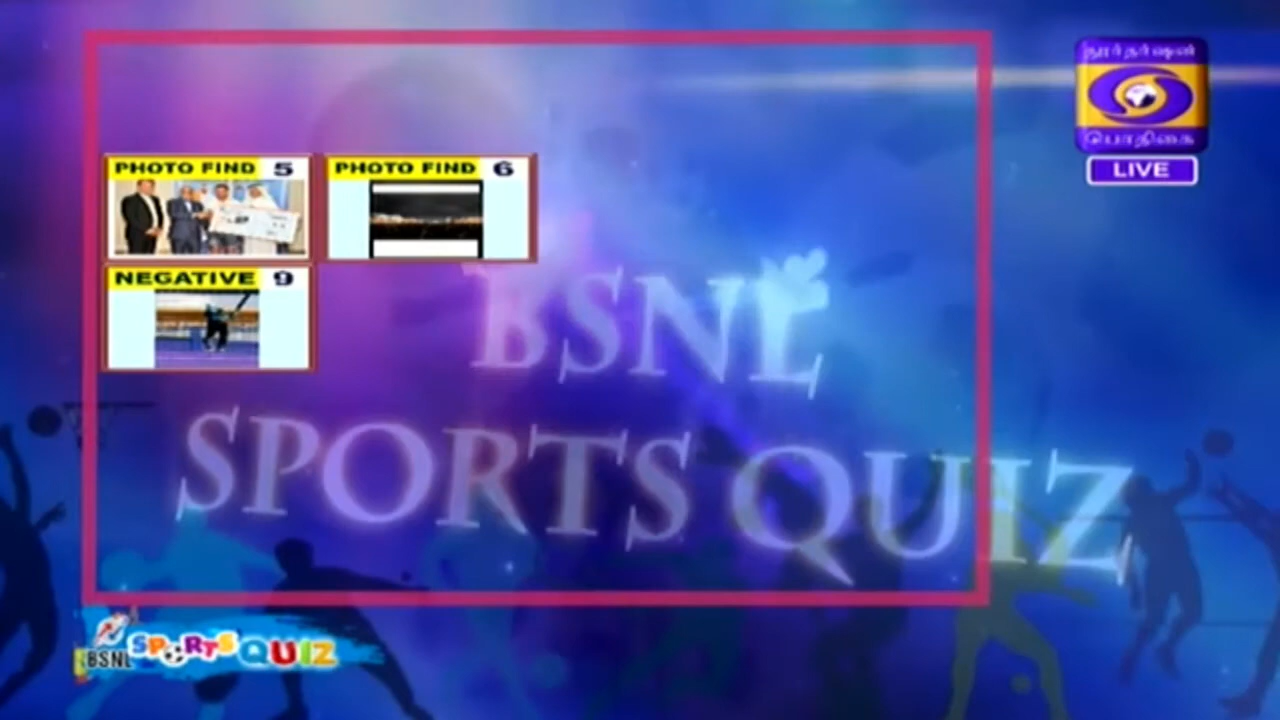 தூர்தர்ஷன்
பொதிகை
LIVE
PHOTO FIND 5
PHOTO FIND 6
NEGATIVE 9
BSNL
SPORTS QUIZ
BSNL SPORTS QUIZ